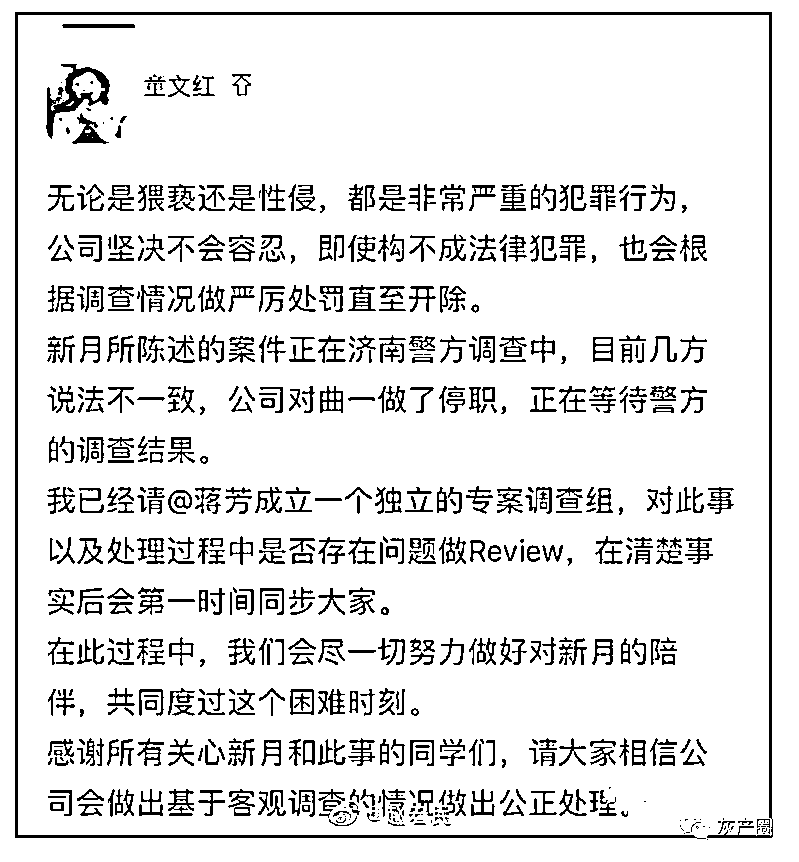 童文红
无论是猥亵还是性侵，都是非常严重的犯罪行为，
公司坚决不会容忍，即使构不成法律犯罪，也会根
据调查情况做严厉处罚直至开除。
新月所陈述的案件正在济南警方调查中，目前几方
说法不一致，公司对曲一做了停职，正在等待警方
的调查结果。
我已经请@蒋芳成立一个独立的专案调查组，对此事
以及处理过程中是否存在问题做Review，在清楚事
实后会第一时间同步大家。
在此过程中，我们会尽一切努力做好对新月的陪
伴，共同度过这个困难时刻。
感谢所有关心新月和此事的同学们，请大家相信公
司会做出基于客观调查的情况做出公正处理。
灰产圈